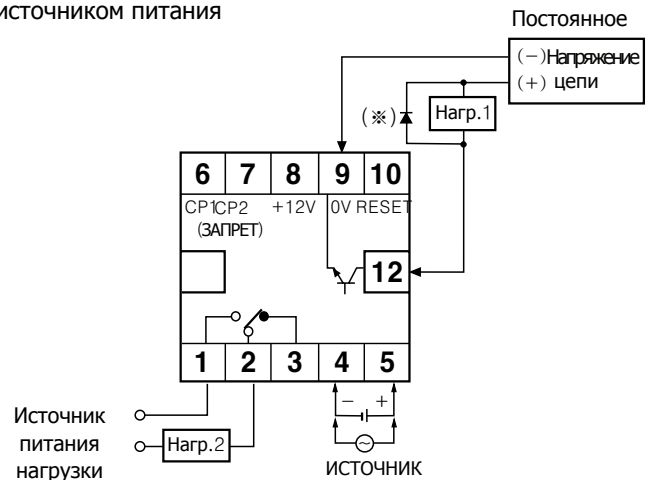 источником питания
Постоянное
(−) Напряжение
(+) цепи
(※)
Нагр.1
6 7 8 9 10
CP1 CP2 +12V 0V RESET
(ЗАПРЕТ)
12
1 2 3 4 5
− +
Источник
питания
нагрузки
Нагр.2
источник